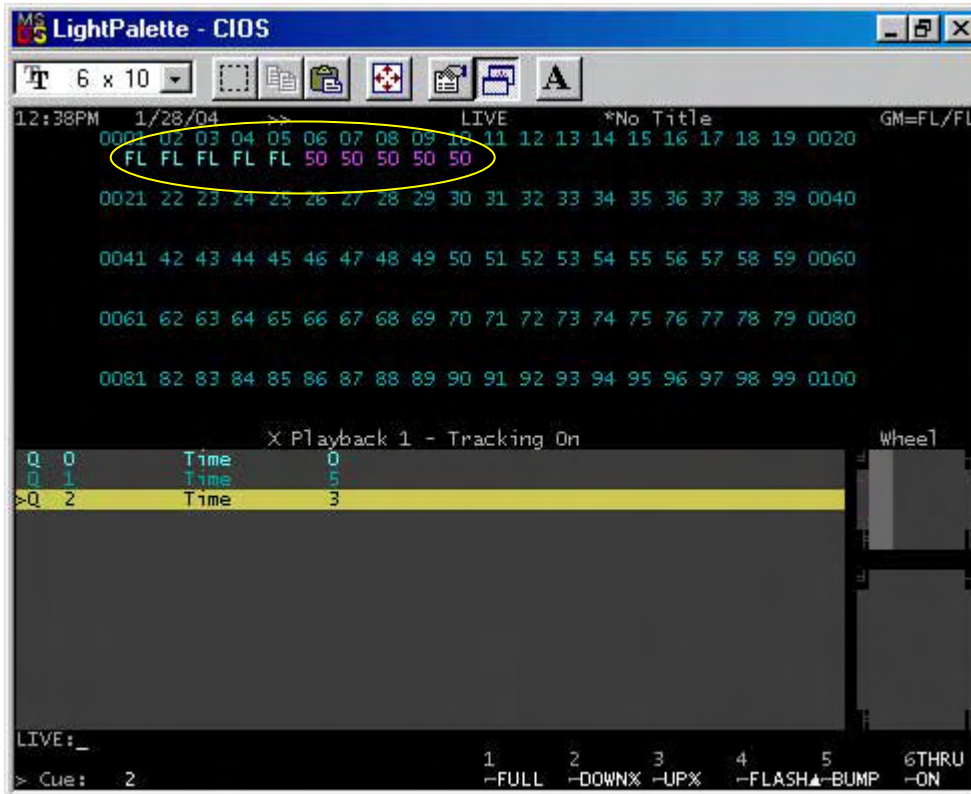 LightPalette - CIOS
6 x 10
A
12:38PM 1/28/04 >> LIVE *No Title GM=FL/FL
0001 02 03 04 05 06 07 08 09 10 11 12 13 14 15 16 17 18 19 0020
FL FL FL FL FL 50 50 50 50 50
0021 22 23 24 25 26 27 28 29 30 31 32 33 34 35 36 37 38 39 0040
0041 42 43 44 45 46 47 48 49 50 51 52 53 54 55 56 57 58 59 0060
0061 62 63 64 65 66 67 68 69 70 71 72 73 74 75 76 77 78 79 0080
0081 82 83 84 85 86 87 88 89 90 91 92 93 94 95 96 97 98 99 0100
X Playback 1 - Tracking On Wheel
Q 0 Time 0
Q 1 Time 5
>Q 2 Time 3
LIVE:_
1 2 3 4 5 6THRU
> Cue: 2 ⌐FULL ⌐DOWN% ⌐UP% ⌐FLASH▲⌐BUMP ⌐ON